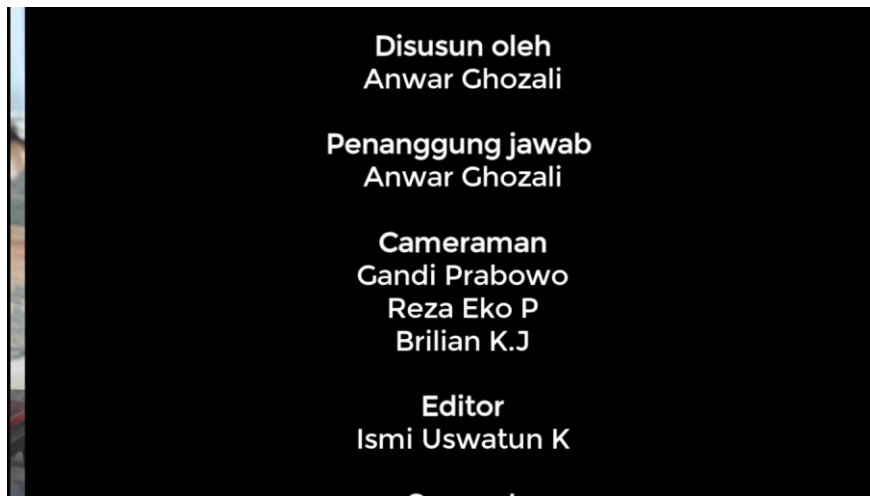 Disusun oleh
Anwar Ghozali
Penanggung jawab
Anwar Ghozali
Cameraman
Gandi Prabowo
Reza Eko P
Brilian K.J
Editor
Ismi Uswatun K